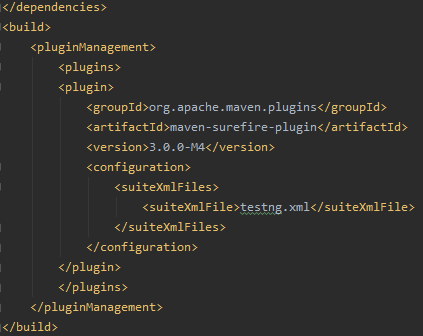 </dependencies>
<build>
<pluginManagement>
<plugins>
<plugin>
<groupId>org.apache.maven.plugins</groupId>
<artifactId>maven-surefire-plugin</artifactId>
<version>3.0.0-M4</version>
<configuration>
<suiteXmlFiles>
<suiteXmlFile>testng.xml</suiteXmlFile>
</suiteXmlFiles>
</configuration>
</plugin>
</plugins>
</pluginManagement>
</build>